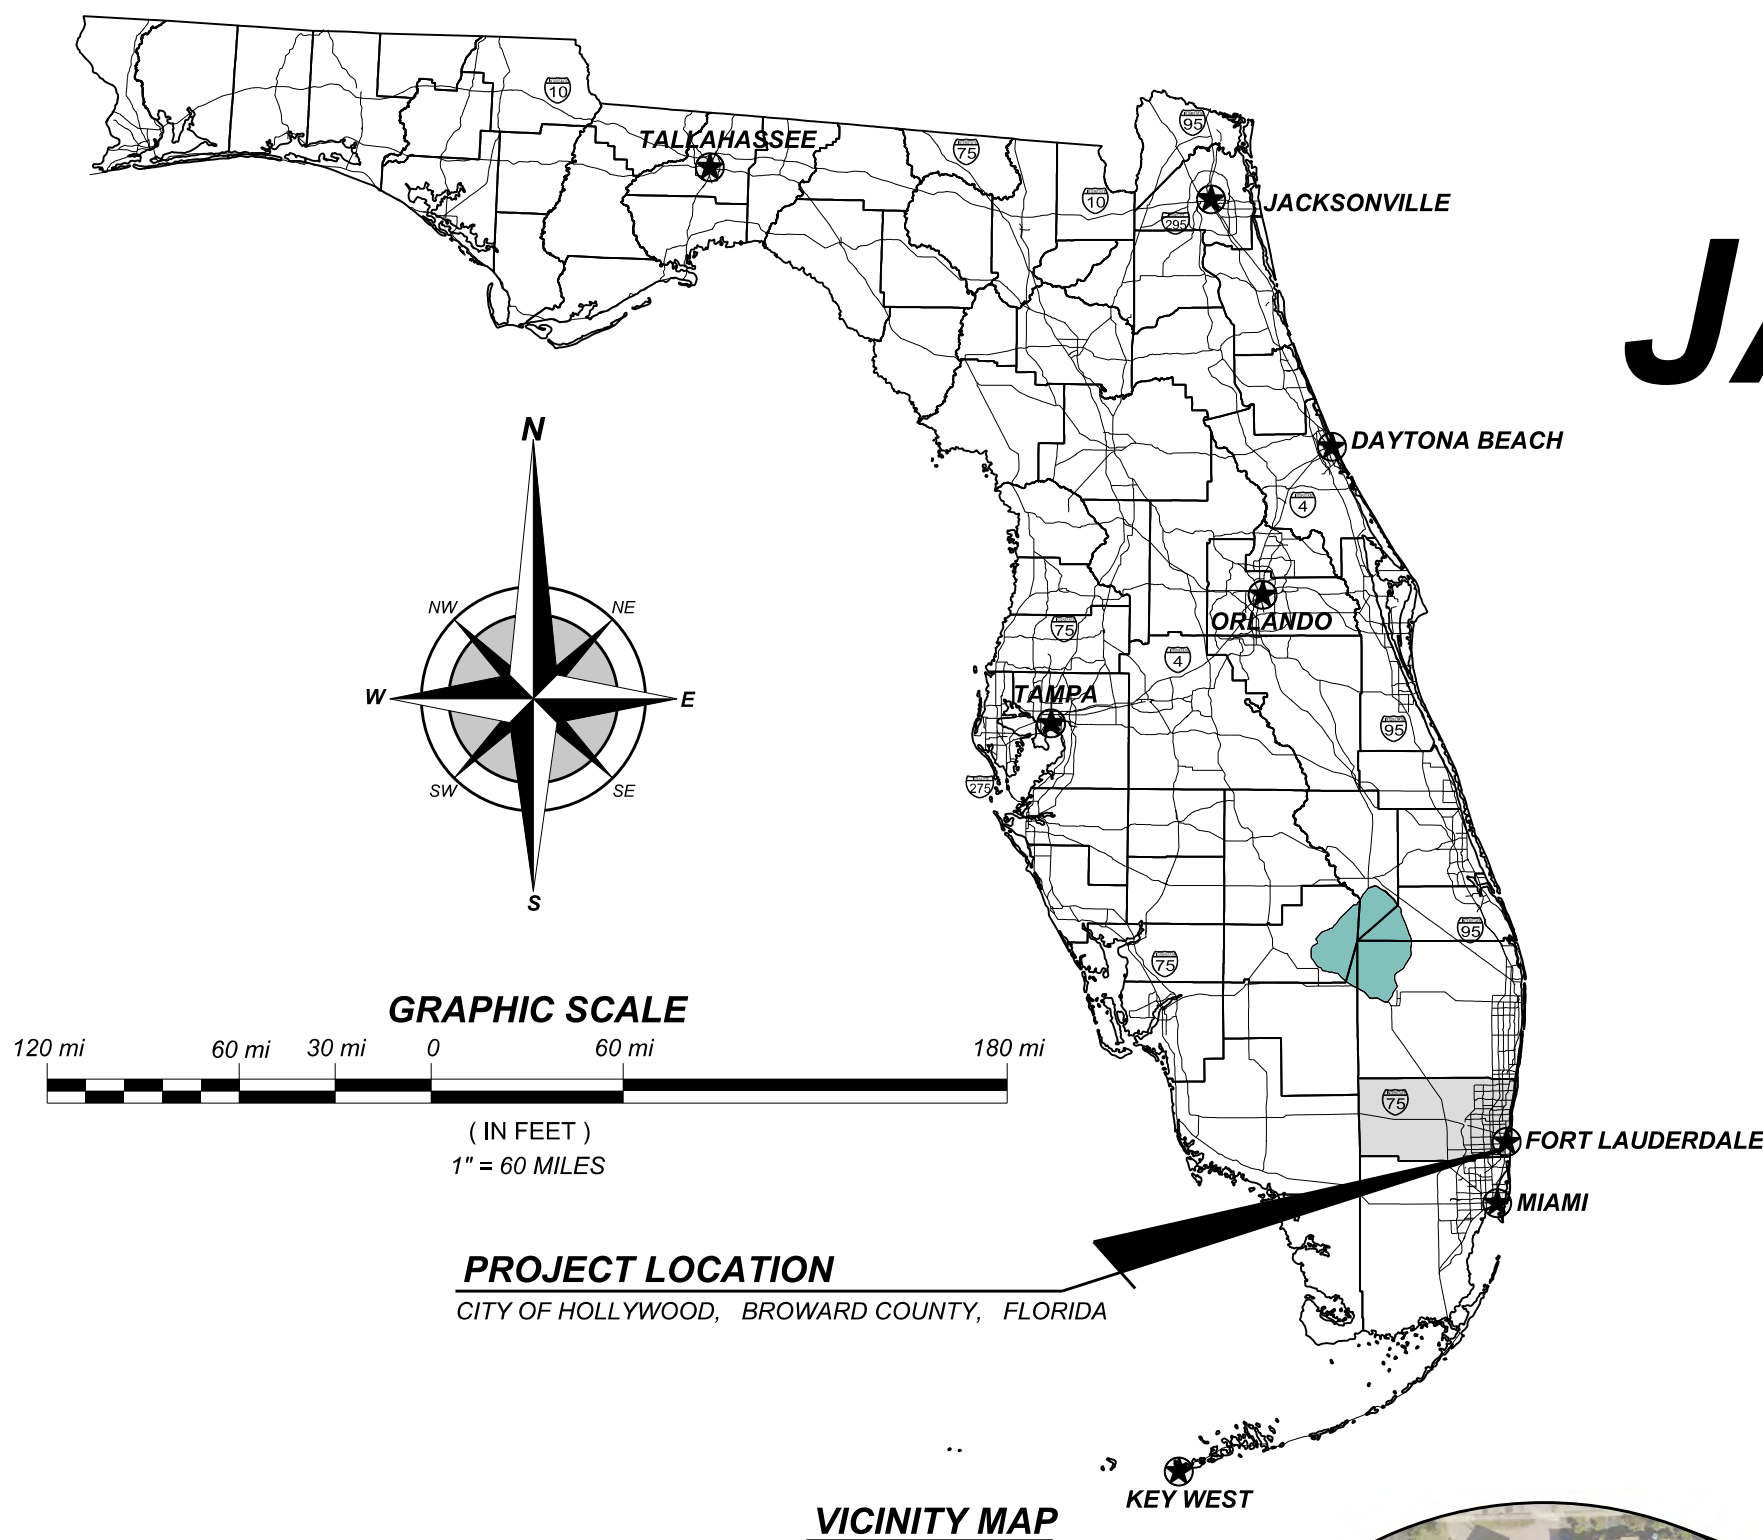 10
95
TALLAHASSEE
75
10
295
JACKSONVILLE
JA
N
DAYTONA BEACH
4
NW
NE
ORLANDO
75
4
W
E
TAMPA
95
SW
SE
275
S
95
75
GRAPHIC SCALE
120 mi 60 mi 30 mi 0 60 mi 180 mi
75
( IN FEET )
1" = 60 MILES
FORT LAUDERDALE
MIAMI
PROJECT LOCATION
CITY OF HOLLYWOOD, BROWARD COUNTY, FLORIDA
KEY WEST
VICINITY MAP